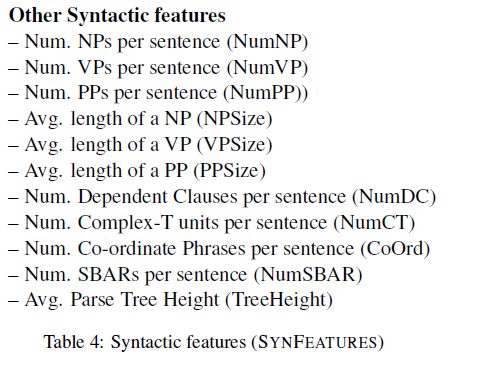 Other Syntactic features
– Num. NPs per sentence (NumNP)
– Num. VPs per sentence (NumVP)
– Num. PPs per sentence (NumPP))
– Avg. length of a NP (NPSize)
– Avg. length of a VP (VPSize)
– Avg. length of a PP (PPSize)
– Num. Dependent Clauses per sentence (NumDC)
– Num. Complex-T units per sentence (NumCT)
– Num. Co-ordinate Phrases per sentence (CoOrd)
– Num. SBARs per sentence (NumSBAR)
– Avg. Parse Tree Height (TreeHeight)
Table 4: Syntactic features (SYNFEATURES)